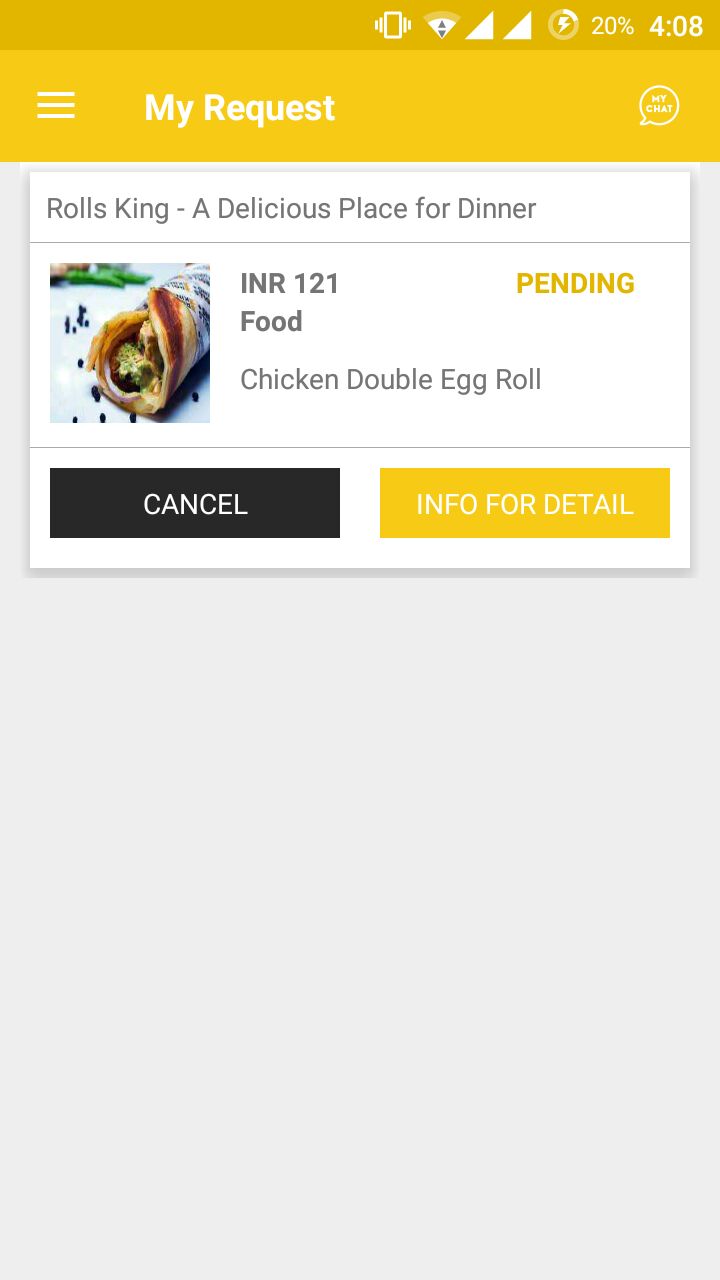 20% 4:08
My Request
MY
CHAT
Rolls King - A Delicious Place for Dinner
INR 121 PENDING
Food
Chicken Double Egg Roll
CANCEL INFO FOR DETAIL